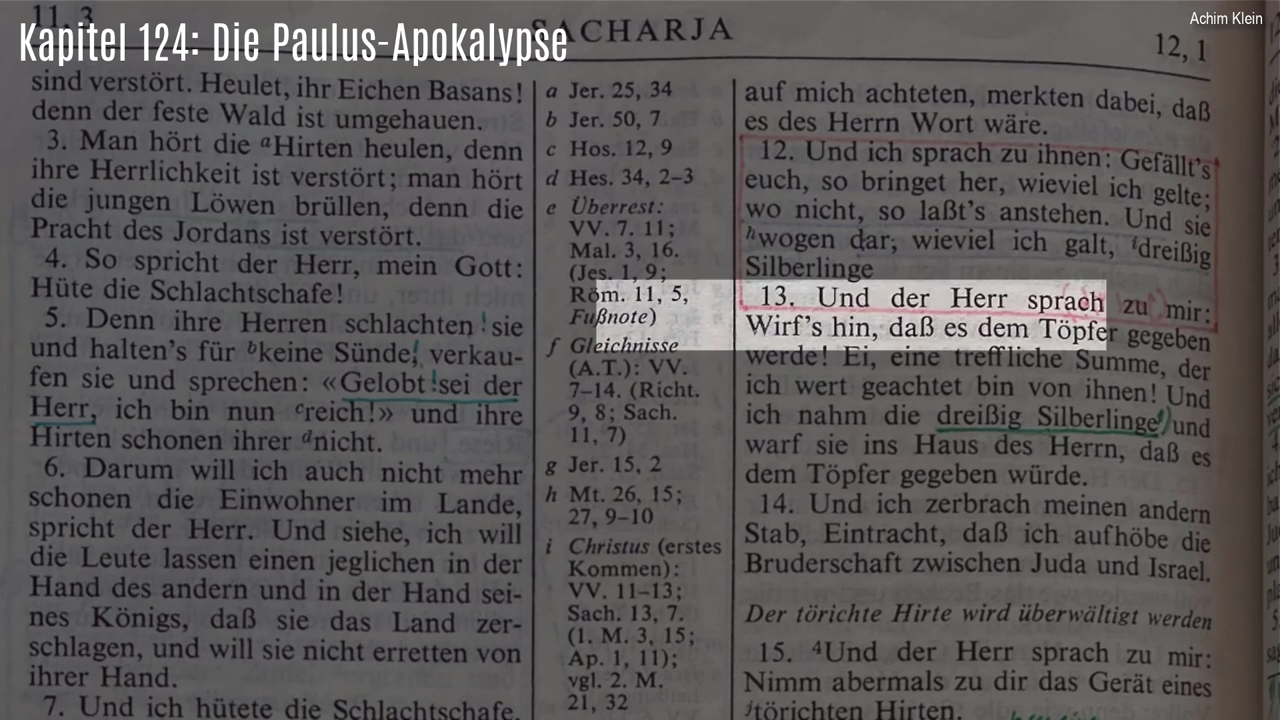 11, 3
SACHARJA
12, 1
Kapitel 124: Die Paulus-Apokalypse
Achim Klein
sind verstört. Heulet, ihr Eichen Basans!
denn der feste Wald ist umgehauen.
3. Man hört die aHirten heulen, denn
ihre Herrlichkeit ist verstört; man hört
die jungen Löwen brüllen, denn die
Pracht des Jordans ist verstört.
4. So spricht der Herr, mein Gott:
Hüte die Schlachtschafe!
5. Denn ihre Herren schlachten sie
und halten's für bkeine Sünde, verkau-
fen sie und sprechen: «Gelobt sei der
Herr, ich bin nun creich!» und ihre
Hirten schonen ihrer dnicht.
6. Darum will ich auch nicht mehr
schonen die Einwohner im Lande,
spricht der Herr. Und siehe, ich will
die Leute lassen einen jeglichen in der
Hand des andern und in der Hand sei-
nes Königs, daß sie das Land zer-
schlagen, und will sie nicht erretten von
ihrer Hand.
7. Und ich hütete die Schlachtschafe,
a Jer. 25, 34
b Jer. 50, 7
c Hos. 12, 9
d Hes. 34, 2–3
e Überrest:
VV. 7. 11;
Mal. 3, 16.
(Jes. 1, 9;
Röm. 11, 5,
Fußnote)
f Gleichnisse
(A.T.): VV.
7–14. (Richt.
9, 8; Sach.
11, 7)
g Jer. 15, 2
h Mt. 26, 15;
27, 9–10
i Christus (erstes
Kommen):
VV. 11–13;
Sach. 13, 7.
(1. M. 3, 15;
Ap. 1, 11);
vgl. 2. M.
21, 32
auf mich achteten, merkten dabei, daß
es des Herrn Wort wäre.
12. Und ich sprach zu ihnen: Gefällt's
euch, so bringet her, wieviel ich gelte;
wo nicht, so laßt's anstehen. Und sie
hwogen dar, wieviel ich galt, idreißig
Silberlinge
13. Und der Herr sprach zu mir:
Wirf's hin, daß es dem Töpfer gegeben
werde! Ei, eine treffliche Summe, der
ich wert geachtet bin von ihnen! Und
ich nahm die dreißig Silberlinge und
warf sie ins Haus des Herrn, daß es
dem Töpfer gegeben würde.
14. Und ich zerbrach meinen andern
Stab, Eintracht, daß ich aufhöbe die
Bruderschaft zwischen Juda und Israel.
Der törichte Hirte wird überwältigt werden
15. 4Und der Herr sprach zu mir:
Nimm abermals zu dir das Gerät eines
jtörichten Hirten.